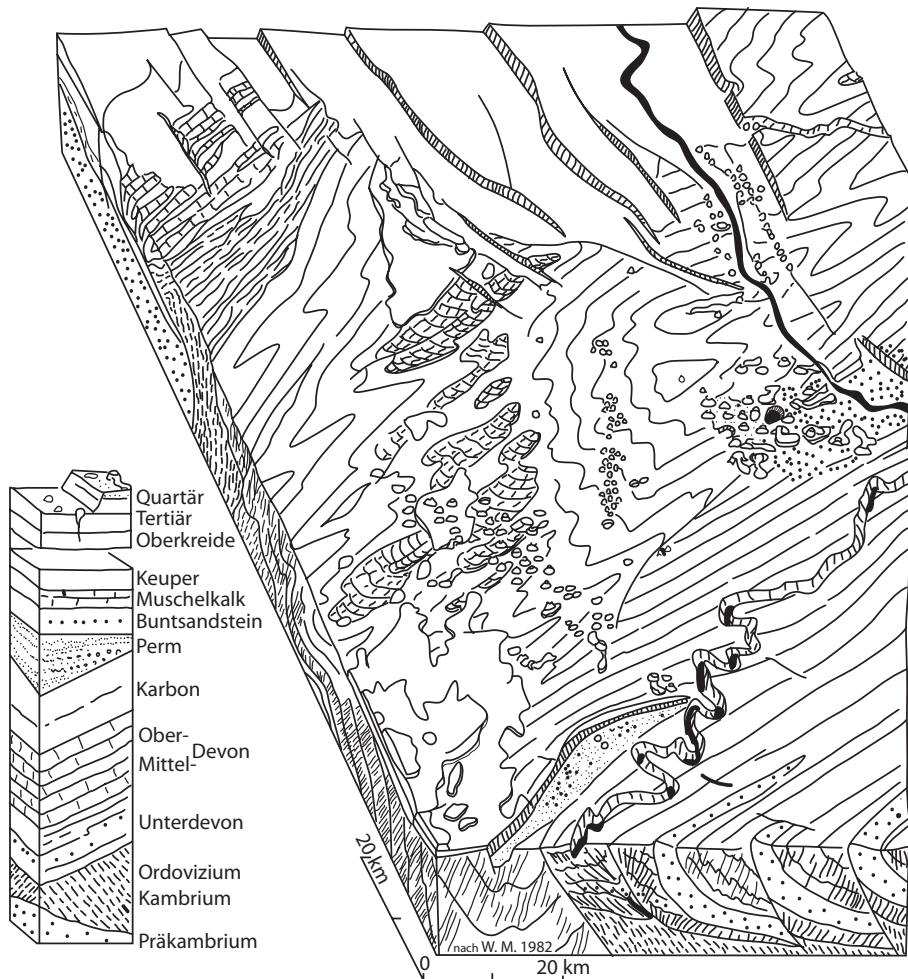 Quartär
Tertiär
Oberkreide
Keuper
Muschelkalk
Buntsandstein
Perm
Karbon
Ober-
Mittel- Devon
Unterdevon
Ordovizium
Kambrium
Präkambrium
20 km
nach W. M. 1982
0
20 km